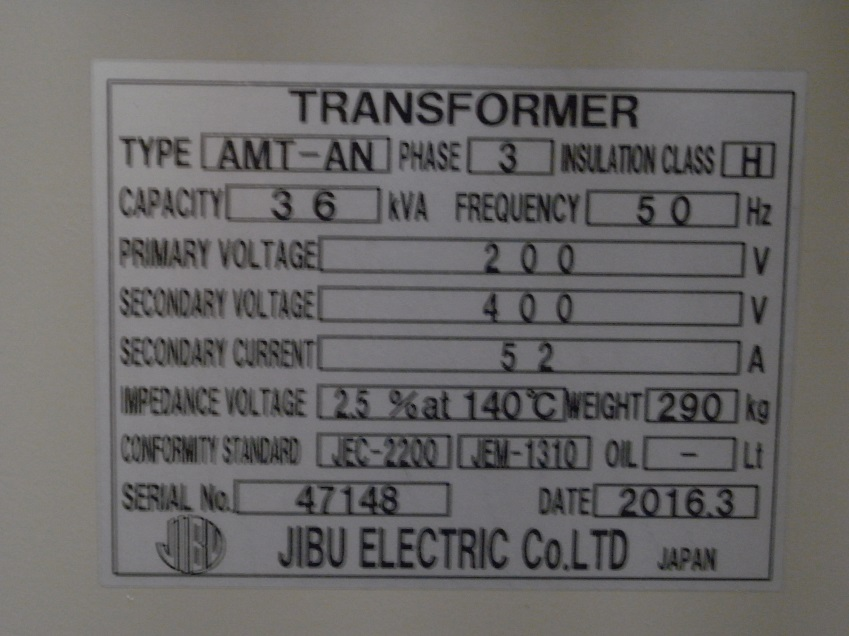 TRANSFORMER
TYPE AMT-AN PHASE 3 INSULATION CLASS H
CAPACITY 36 kVA FREQUENCY 50 Hz
PRIMARY VOLTAGE 200 V
SECONDARY VOLTAGE 400 V
SECONDARY CURRENT 52 A
IMPEDANCE VOLTAGE 2.5 % at 140℃ WEIGHT 290 kg
CONFORMITY STANDARD JEC-2200 JEM-1310 OIL - Lt
SERIAL No. 47148 DATE 2016.3
JIBU JIBU ELECTRIC Co.LTD JAPAN